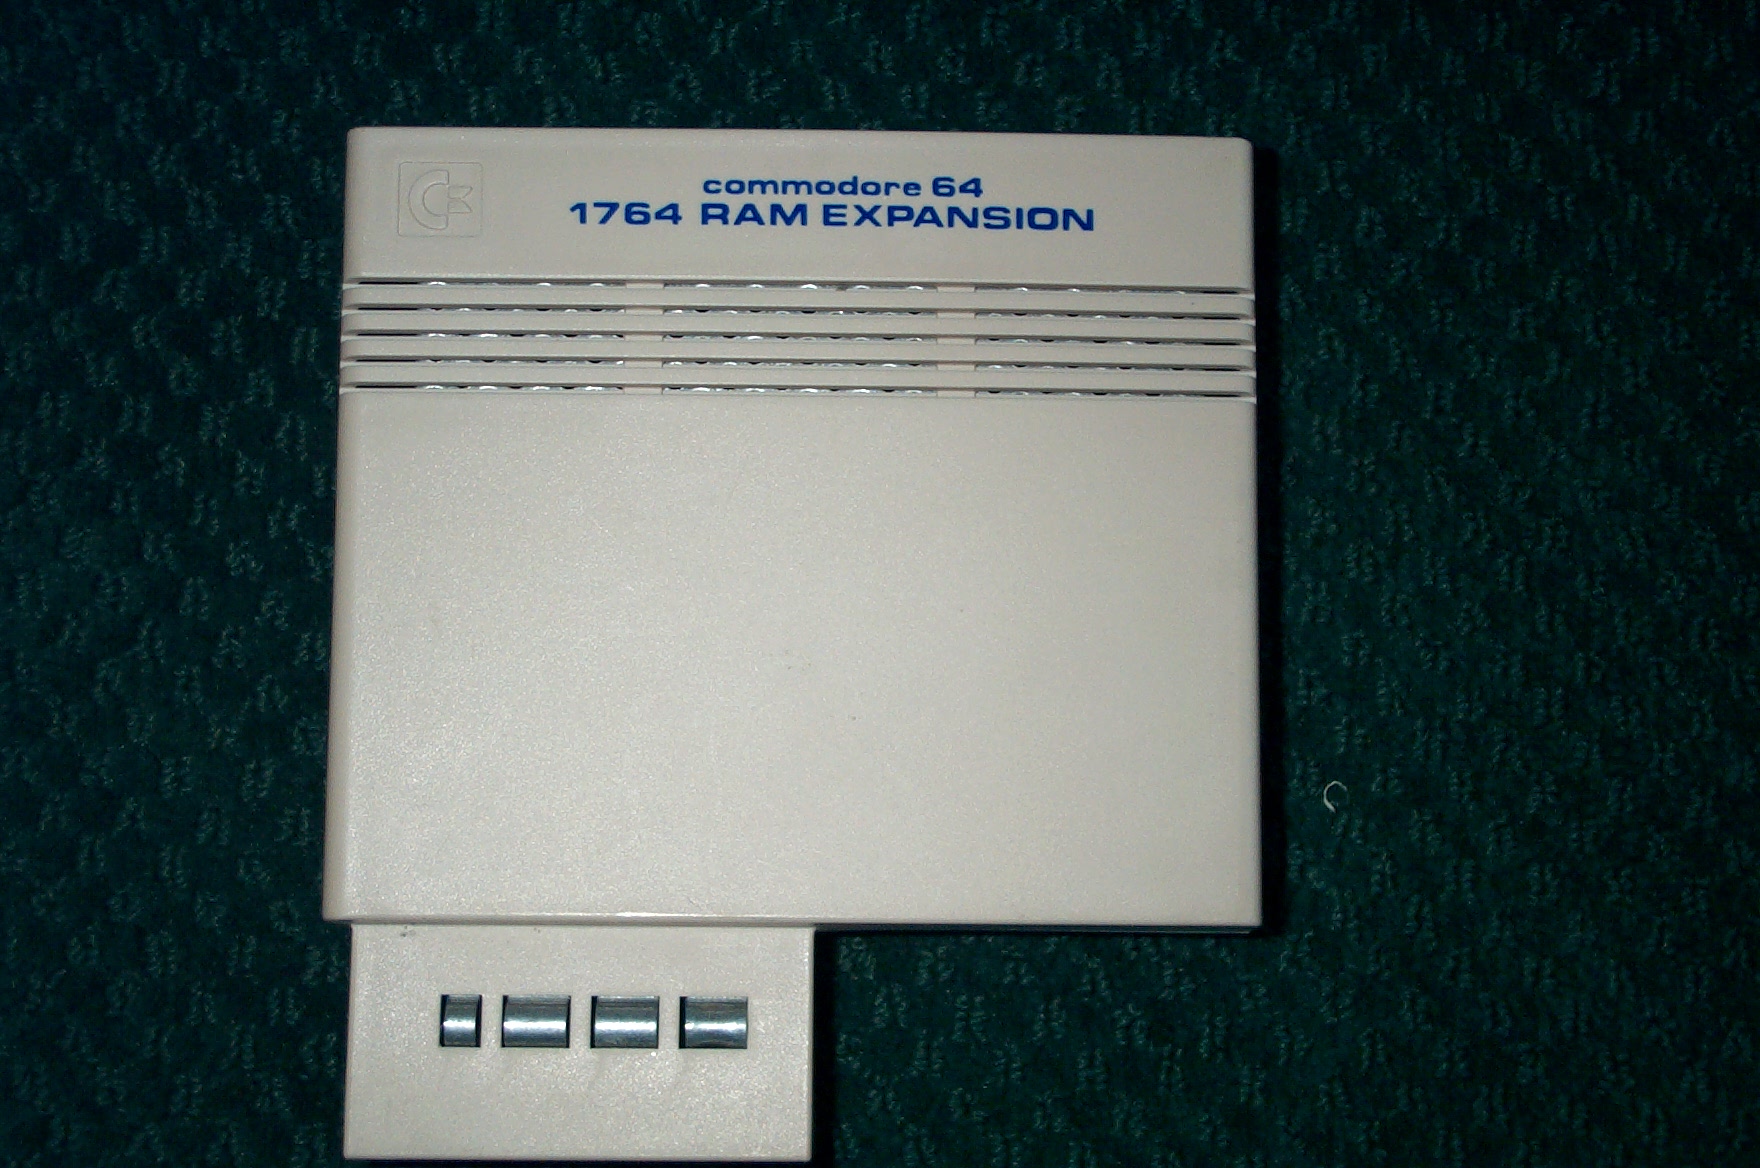 commodore 64
1764 RAM EXPANSION